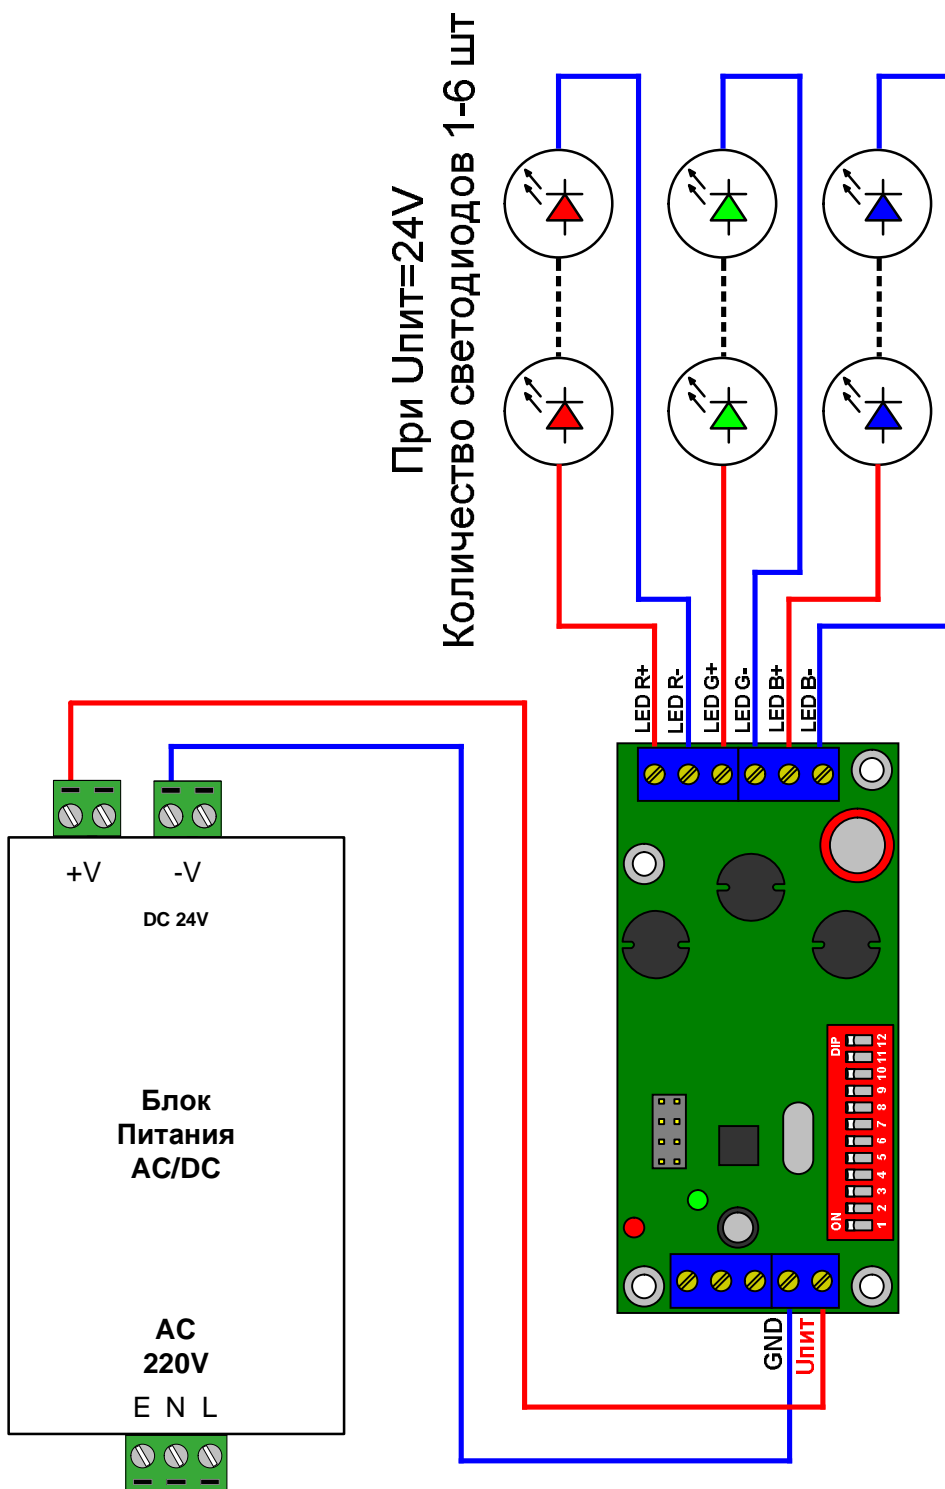 При Uпит=24V
Количество светодиодов 1-6 шт
LED R+
LED R-
LED G+
LED G-
LED B+
LED B-
+V
-V
DC 24V
Блок
Питания
AC/DC
AC
220V
E N L
DIP
ON
1 2 3 4 5 6 7 8 9 10 11 12
GND
Uпит